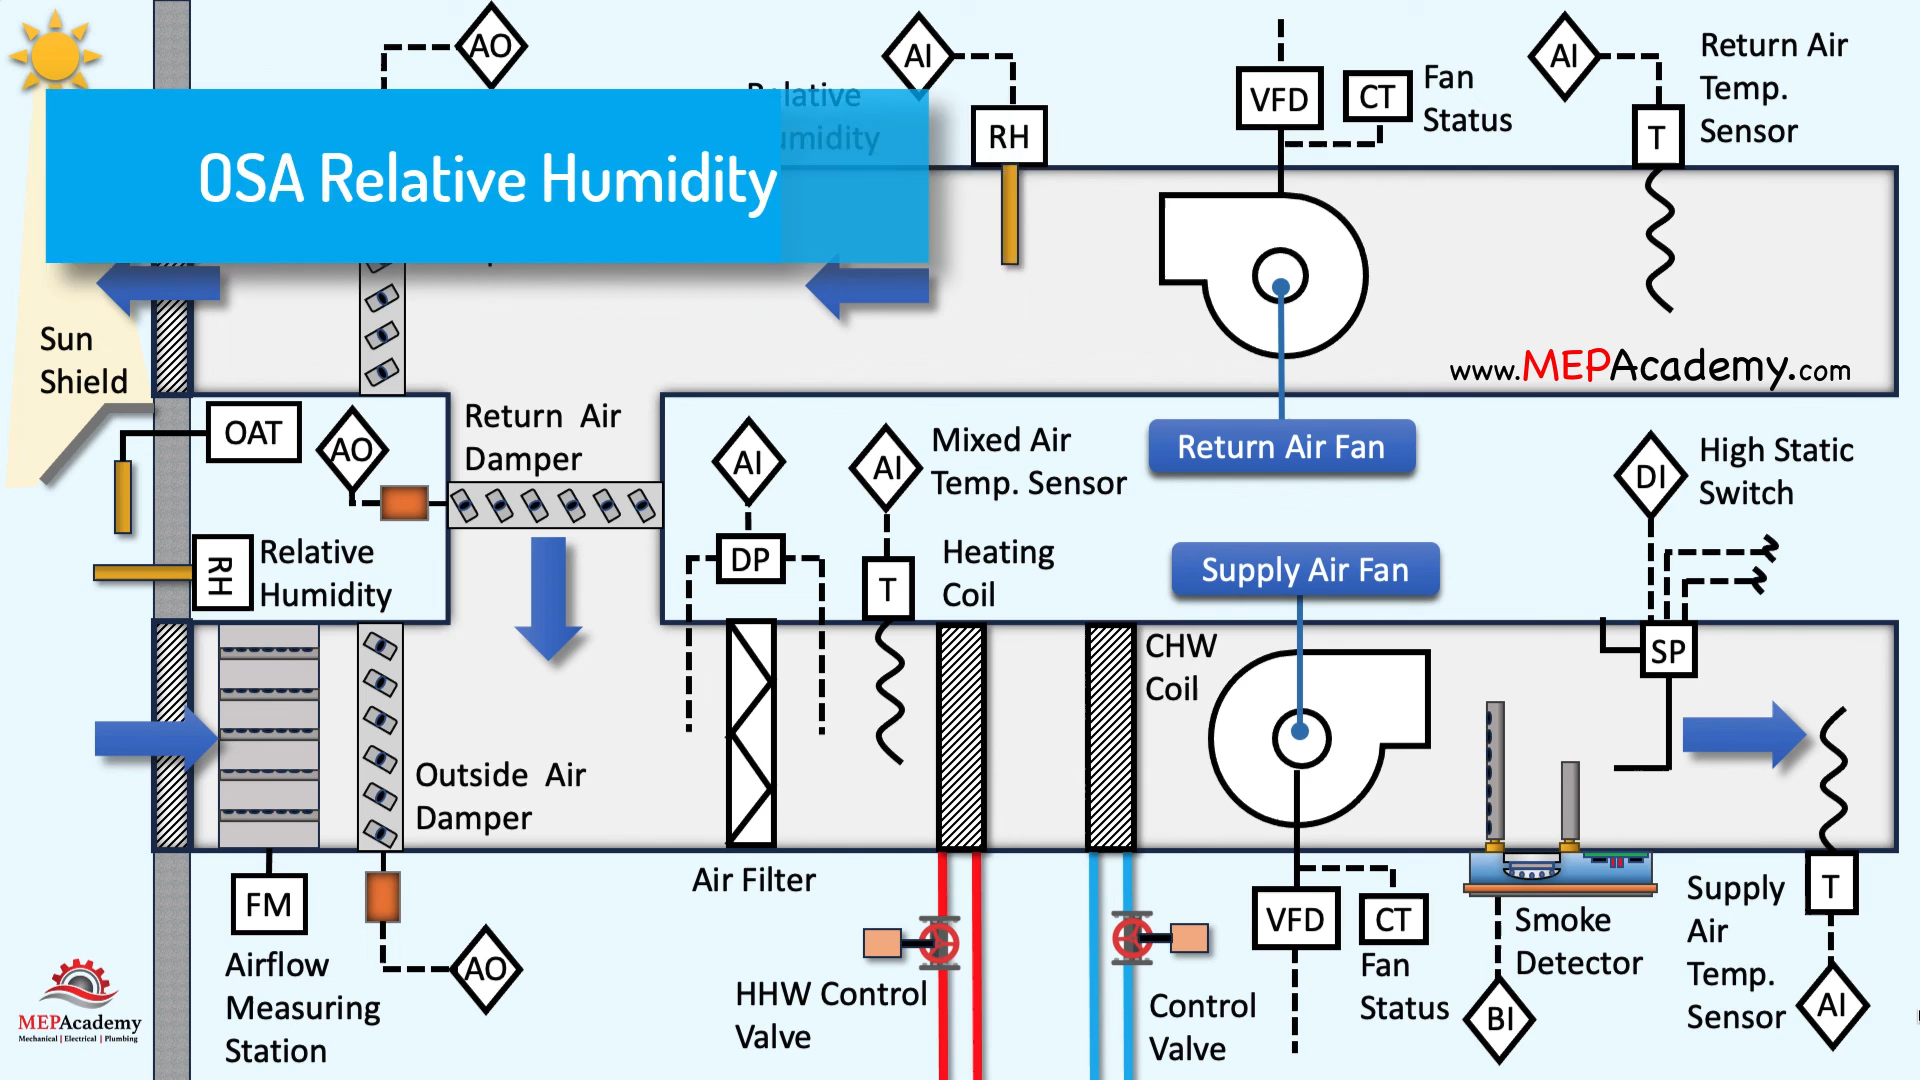 AO
AI
VFD
CT
Fan
Status
AI
Return Air
Temp.
Sensor
Relative
Humidity
RH
T
OSA Relative Humidity
www.MEPAcademy.com
Sun
Shield
OAT
AO
Return Air
Damper
AI
AI
Mixed Air
Temp. Sensor
Return Air Fan
DI
High Static
Switch
RH
Relative
Humidity
DP
T
Heating
Coil
Supply Air Fan
CHW
Coil
SP
Outside Air
Damper
Air Filter
FM
Airflow
Measuring
Station
AO
HHW Control
Valve
Control
Valve
VFD
CT
Fan
Status
Smoke
Detector
BI
Supply
Air
Temp.
Sensor
T
AI
MEPAcademy
Mechanical | Electrical | Plumbing